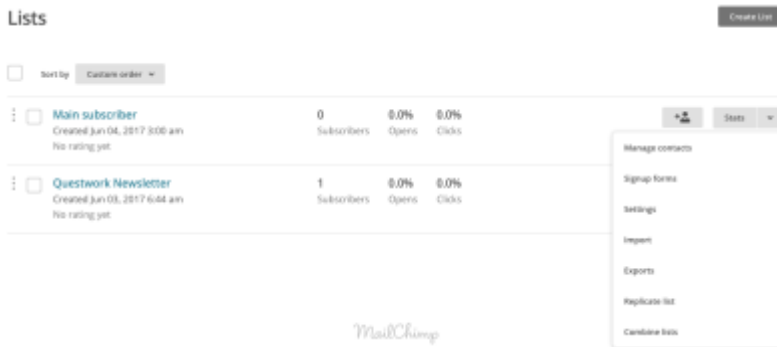 Lists
Create List
Sort by Custom order
Main subscriber 0 0.0% 0.0% Stats
Created Jun 04, 2017 3:00 am Subscribers Opens Clicks
No rating yet
Manage contacts
Signup forms
Questwork Newsletter 1 0.0% 0.0%
Created Jun 03, 2017 6:44 am Subscribers Opens Clicks
No rating yet
Settings
Import
Exports
Replicate list
Combine lists
MailChimp